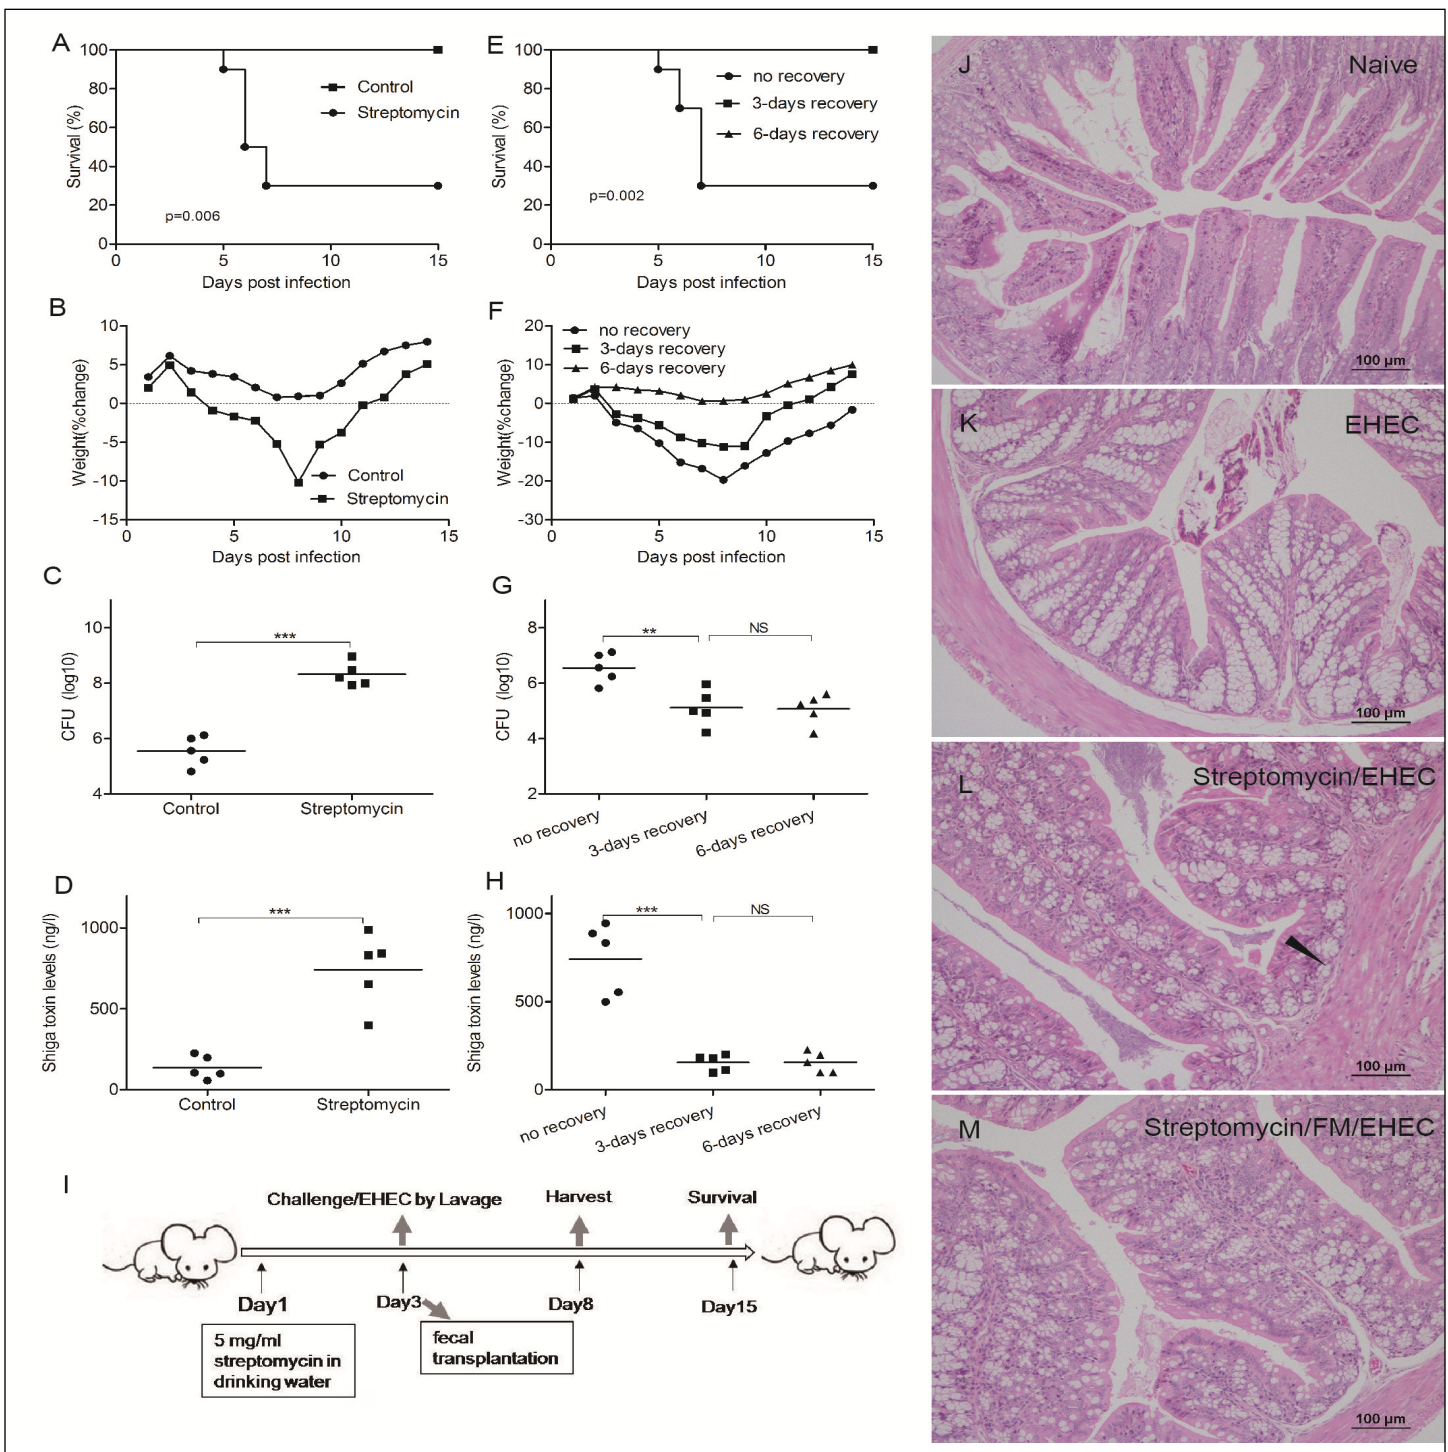 A
100
80
60
40
20
0
Survival (%)
Control
Streptomycin
p=0.006
0
5
10
15
Days post infection
E
100
80
60
40
20
0
Survival (%)
no recovery
3-days recovery
6-days recovery
p=0.002
0
5
10
15
Days post infection
B
10
5
0
-5
-10
-15
Weight(%change)
Control
Streptomycin
0
5
10
15
Days post infection
F
20
10
0
-10
-20
-30
Weight(%change)
no recovery
3-days recovery
6-days recovery
0
5
10
15
Days post infection
C
10
8
6
4
CFU (log10)
***
Control
Streptomycin
G
8
6
4
2
CFU (log10)
**
NS
no recovery
3-days recovery
6-days recovery
D
1000
500
0
Shiga toxin levels (ng/l)
***
Control
Streptomycin
H
1000
500
0
Shiga toxin levels (ng/l)
***
NS
no recovery
3-days recovery
6-days recovery
I
Challenge/EHEC by Lavage
Harvest
Survival
Day1
Day3
Day8
Day15
5 mg/ml
streptomycin in
drinking water
fecal
transplantation
J
Naive
100 µm
K
EHEC
100 µm
L
Streptomycin/EHEC
100 µm
M
Streptomycin/FM/EHEC
100 µm